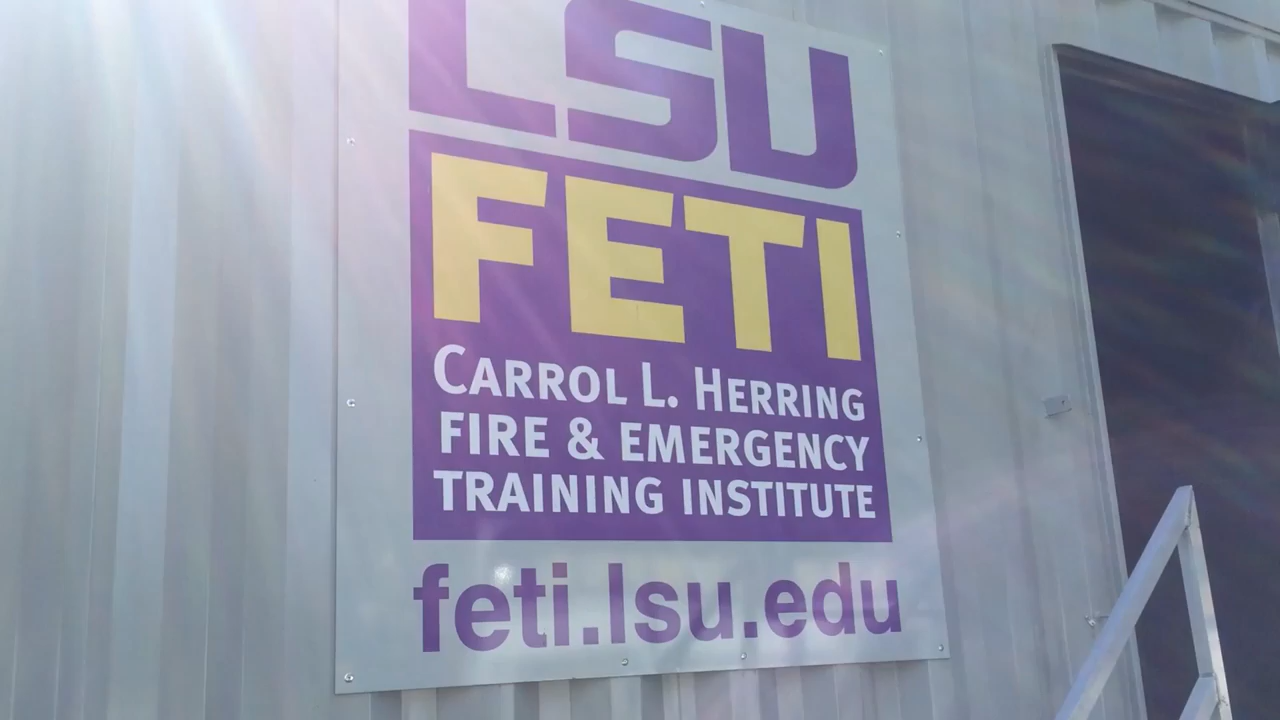 LSU
FETI
CARROL L. HERRING
FIRE & EMERGENCY
TRAINING INSTITUTE
feti.lsu.edu